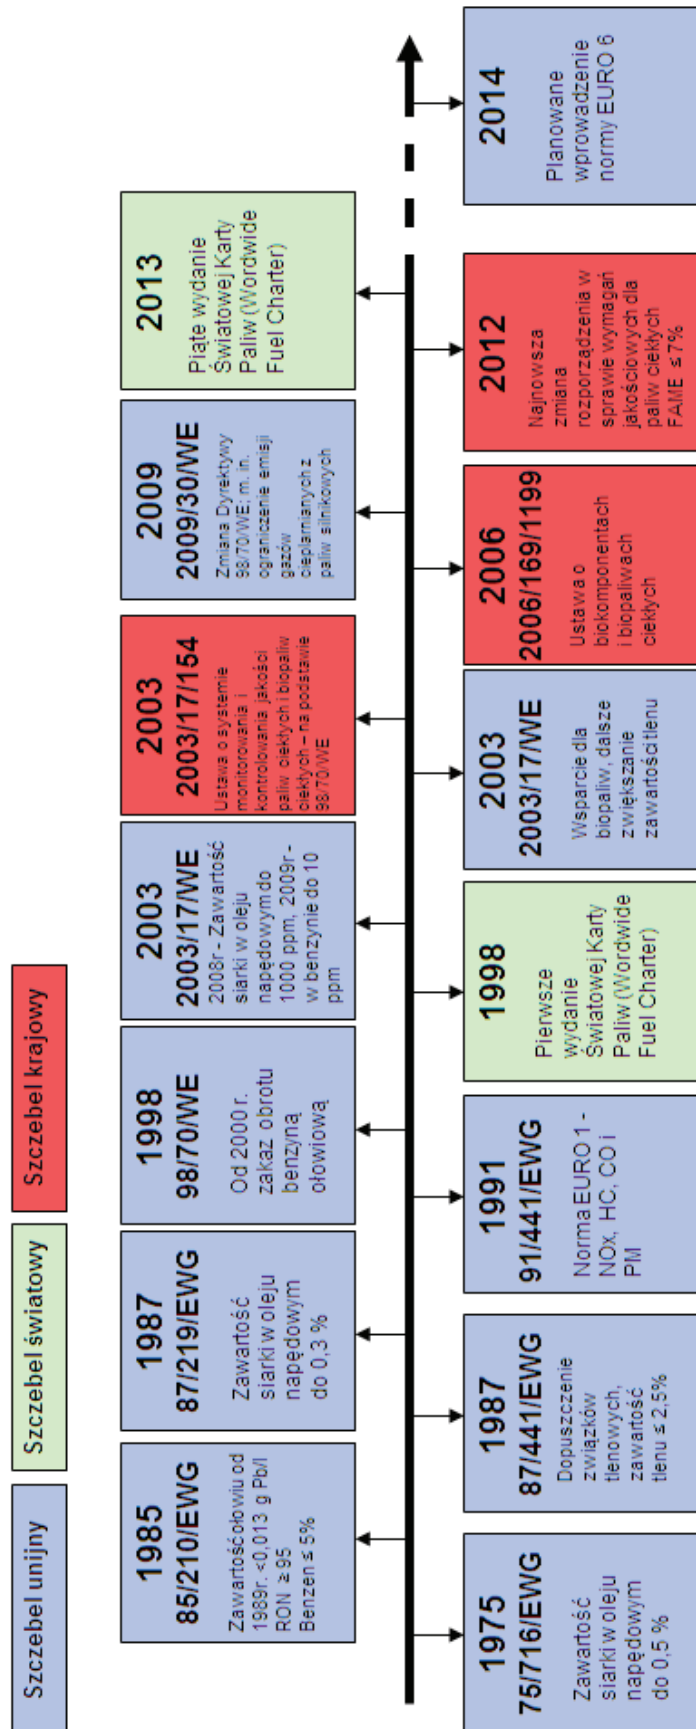 Szczebel unijny
Szczebel światowy
Szczebel krajowy
1985
85/210/EWG
Zawartość ołowiu od
1989r. <0,013 g Pb/l
RON ≥ 95
Benzen ≤ 5%
1987
87/219/EWG
Zawartość
siarki w oleju
napędowym
do 0,3 %
1998
98/70/WE
Od 2000 r.
zakaz obrotu
benzyną
ołowiową
2003
2003/17/WE
2008r - Zawartość
siarki w oleju
napędowym do
1000 ppm, 2009r -
w benzynie do 10
ppm
2003
2003/17/154
Ustawa o systemie
monitorowania i
kontrolowania jakości
paliw ciekłych i biopaliw
ciekłych – na podstawie
98/70/WE
2009
2009/30/WE
Zmiana Dyrektywy
98/70/WE; m. in.
ograniczenie emisji
gazów
cieplarnianych z
paliw silnikowych
2013
Piąte wydanie
Światowej Karty
Paliw (Wordwide
Fuel Charter)
1975
75/716/EWG
Zawartość
siarki w oleju
napędowym
do 0,5 %
1987
87/441/EWG
Dopuszczenie
związków
tlenowych,
zawartość
tlenu ≤ 2,5%
1991
91/441/EWG
Norma EURO 1 -
NOx, HC, CO i
PM
1998
Pierwsze
wydanie
Światowej Karty
Paliw (Wordwide
Fuel Charter)
2003
2003/17/WE
Wsparcie dla
biopaliw, dalsze
zwiększanie
zawartości tlenu
2006
2006/169/1199
Ustawa o
biokomponentach
i biopaliwach
ciekłych
2012
Najnowsza
zmiana
rozporządzenia w
sprawie wymagań
jakościowych dla
paliw ciekłych
FAME ≤ 7%
2014
Planowane
wprowadzenie
normy EURO 6